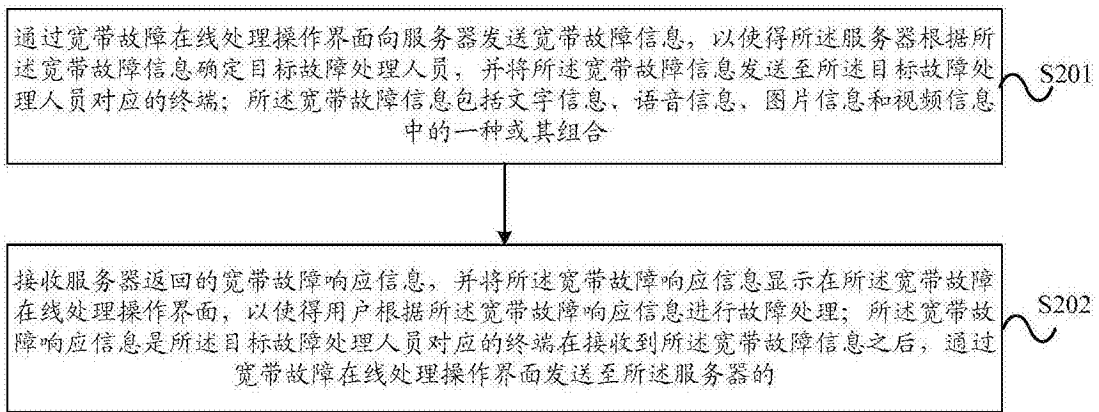 通过宽带故障在线处理操作界面向服务器发送宽带故障信息，以使得所述服务器根据所
述宽带故障信息确定目标故障处理人员，并将所述宽带故障信息发送至所述目标故障处
理人员对应的终端；所述宽带故障信息包括文字信息、语音信息，图片信息和视频信息
中的一种或其组合
S201
接收服务器返回的宽带故障响应信息，并将所述宽带故障响应信息显示在所述宽带故障
在线处理操作界面，以使得用户根据所述宽带故障响应信息进行故障处理；所述宽带故
障响应信息是所述目标故障处理人员对应的终端在接收到所述宽带故障信息之后，通过
宽带故障在线处理操作界面发送至所述服务器的
S202